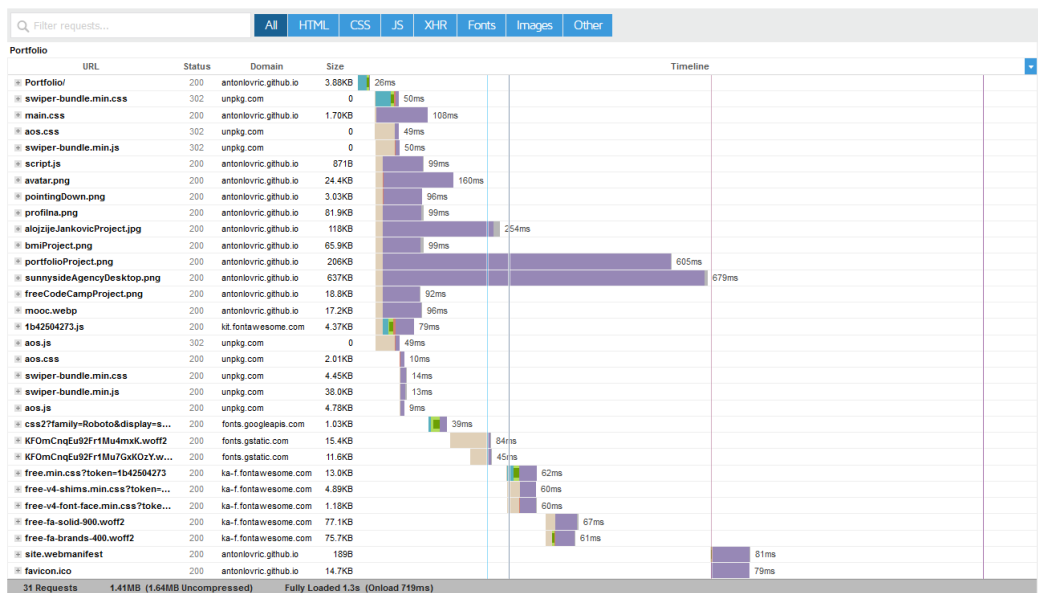 Filter requests...
All HTML CSS JS XHR Fonts Images Other
Portfolio
URL Status Domain Size Timeline
Portfolio/ 200 antonlovric.github.io 3.88KB 26ms
swiper-bundle.min.css 302 unpkg.com 0 50ms
main.css 200 antonlovric.github.io 1.70KB 108ms
aos.css 302 unpkg.com 0 49ms
swiper-bundle.min.js 302 unpkg.com 0 50ms
script.js 200 antonlovric.github.io 871B 99ms
avatar.png 200 antonlovric.github.io 24.4KB 160ms
pointingDown.png 200 antonlovric.github.io 3.03KB 96ms
profilna.png 200 antonlovric.github.io 81.9KB 99ms
alojzijeJankovicProject.jpg 200 antonlovric.github.io 118KB 254ms
bmiProject.png 200 antonlovric.github.io 65.9KB 99ms
portfolioProject.png 200 antonlovric.github.io 206KB 605ms
sunnysideAgencyDesktop.png 200 antonlovric.github.io 637KB 679ms
freeCodeCampProject.png 200 antonlovric.github.io 18.8KB 92ms
mooc.webp 200 antonlovric.github.io 17.2KB 96ms
1b42504273.js 200 kit.fontawesome.com 4.37KB 79ms
aos.js 302 unpkg.com 0 49ms
aos.css 200 unpkg.com 2.01KB 10ms
swiper-bundle.min.css 200 unpkg.com 4.45KB 14ms
swiper-bundle.min.js 200 unpkg.com 38.0KB 13ms
aos.js 200 unpkg.com 4.78KB 9ms
css2?family=Roboto&display=s... 200 fonts.googleapis.com 1.03KB 39ms
KFOmCnqEu92Fr1Mu4mxK.woff2 200 fonts.gstatic.com 15.4KB 84ms
KFOmCnqEu92Fr1Mu7GxKOzY.w... 200 fonts.gstatic.com 11.6KB 45ms
free.min.css?token=1b42504273 200 ka-f.fontawesome.com 13.0KB 62ms
free-v4-shims.min.css?token=... 200 ka-f.fontawesome.com 4.89KB 60ms
free-v4-font-face.min.css?toke... 200 ka-f.fontawesome.com 1.18KB 60ms
free-fa-solid-900.woff2 200 ka-f.fontawesome.com 77.1KB 67ms
free-fa-brands-400.woff2 200 ka-f.fontawesome.com 75.7KB 61ms
site.webmanifest 200 antonlovric.github.io 189B 81ms
favicon.ico 200 antonlovric.github.io 14.7KB 79ms
31 Requests 1.41MB (1.64MB Uncompressed) Fully Loaded 1.3s (Onload 719ms)